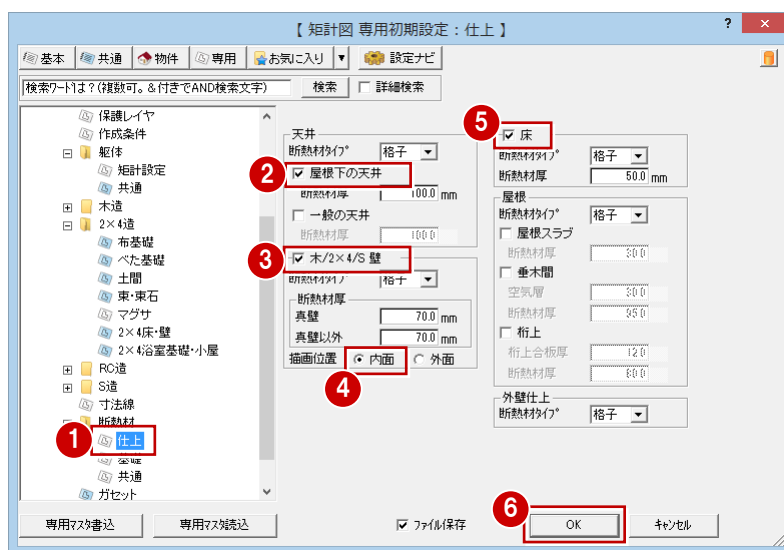 【 矩計図 専用初期設定：仕上 】
? ×
基本 共通 物件 専用 お気に入り ▼ 設定ナビ
検索ワードは？(複数可。&付きでAND検索文字) 検索 詳細検索
保護レイヤ
作成条件
躯体
矩計設定
共通
木造
2×4造
布基礎
べた基礎
土間
束・束石
マグサ
2×4床・壁
2×4浴室基礎・小屋
RC造
S造
寸法線
断熱材
1 仕上
基礎
共通
ガセット
天井
断熱材タイプ 格子
2 屋根下の天井
断熱材厚 100.0 mm
一般の天井
断熱材厚 100.0
3 木/2×4/S 壁
断熱材タイプ 格子
断熱材厚
真壁 70.0 mm
真壁以外 70.0 mm
描画位置 内面 外面
4
5 床
断熱材タイプ 格子
断熱材厚 50.0 mm
屋根
断熱材タイプ 格子
屋根スラブ
断熱材厚
垂木間
空気層
断熱材厚
桁上
桁上合板厚
断熱材厚
外壁仕上
断熱材タイプ 格子
専用マスタ書込 専用マスタ読込 ファイル保存 6 OK キャンセル